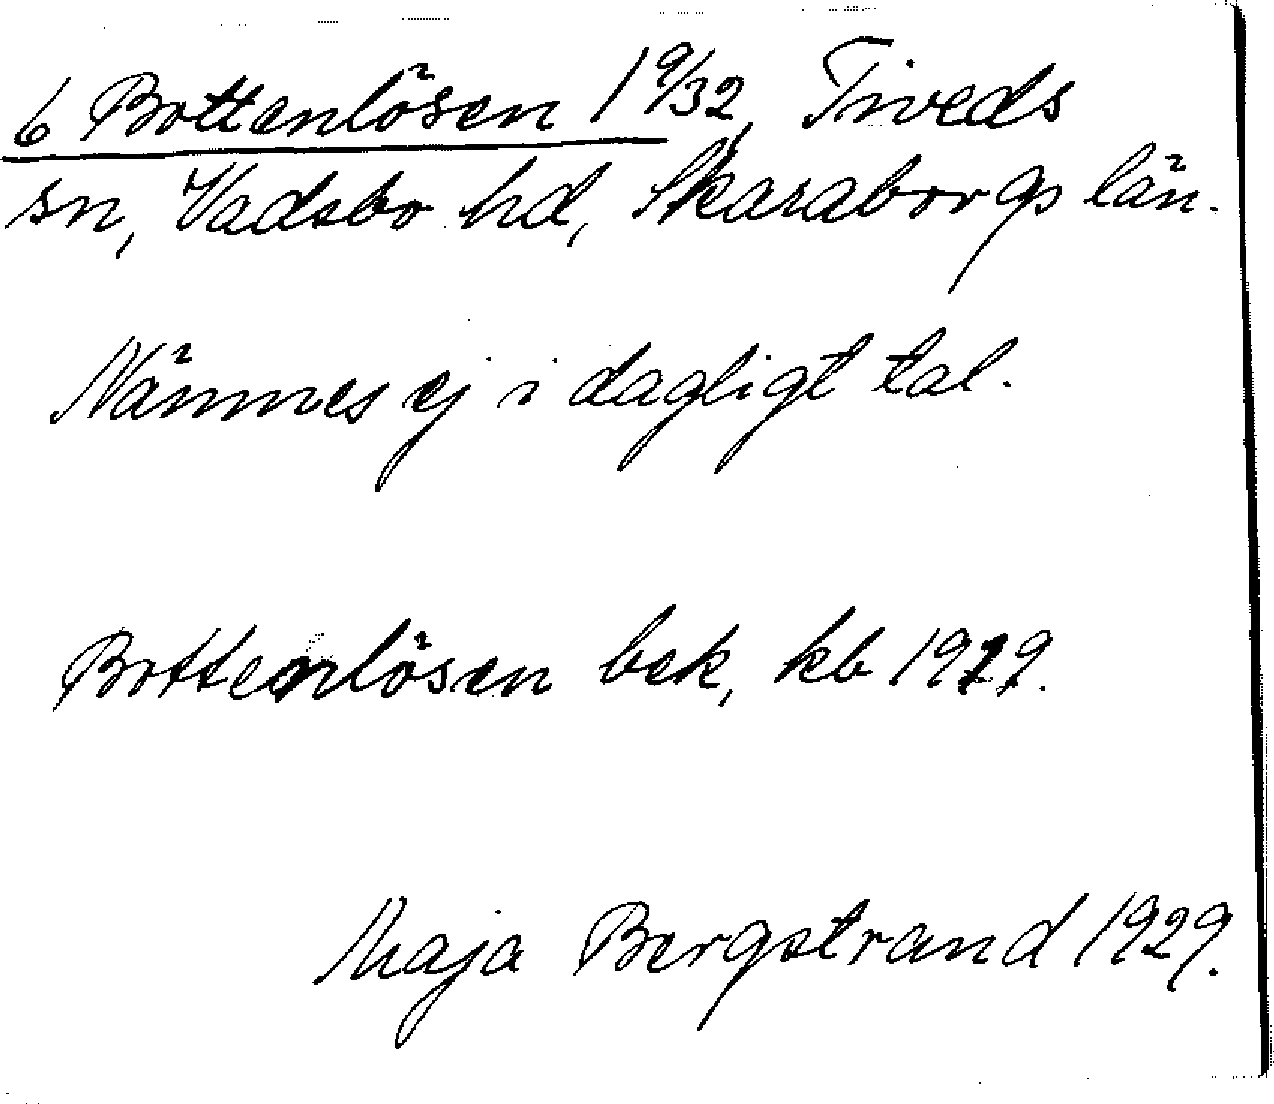 6 Bottenlösen 1 9/32, Tiveds
sn, Vadsbo hd, Skaraborgs län.
Nämnes ej i dagligt tal.
Bottenlösen bek, kb 1929.
Maja Bergstrand 1929.